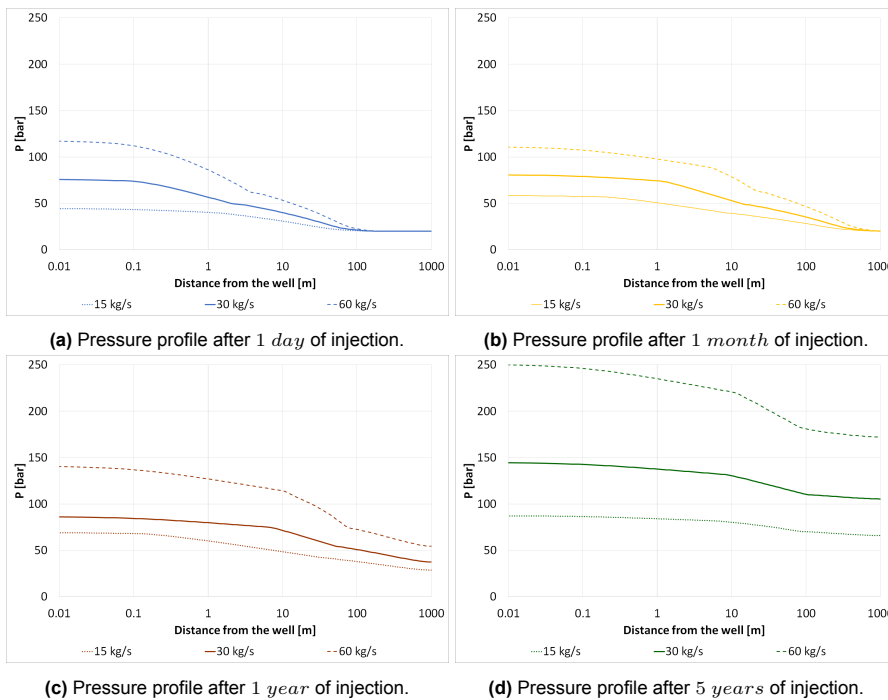 P [bar]
250
200
150
100
50
0
0.01 0.1 1 10 100 1000
Distance from the well [m]
15 kg/s 30 kg/s 60 kg/s
(a) Pressure profile after 1 day of injection.
P [bar]
250
200
150
100
50
0
0.01 0.1 1 10 100 1000
Distance from the well [m]
15 kg/s 30 kg/s 60 kg/s
(b) Pressure profile after 1 month of injection.
P [bar]
250
200
150
100
50
0
0.01 0.1 1 10 100 1000
Distance from the well [m]
15 kg/s 30 kg/s 60 kg/s
(c) Pressure profile after 1 year of injection.
P [bar]
250
200
150
100
50
0
0.01 0.1 1 10 100 1000
Distance from the well [m]
15 kg/s 30 kg/s 60 kg/s
(d) Pressure profile after 5 years of injection.